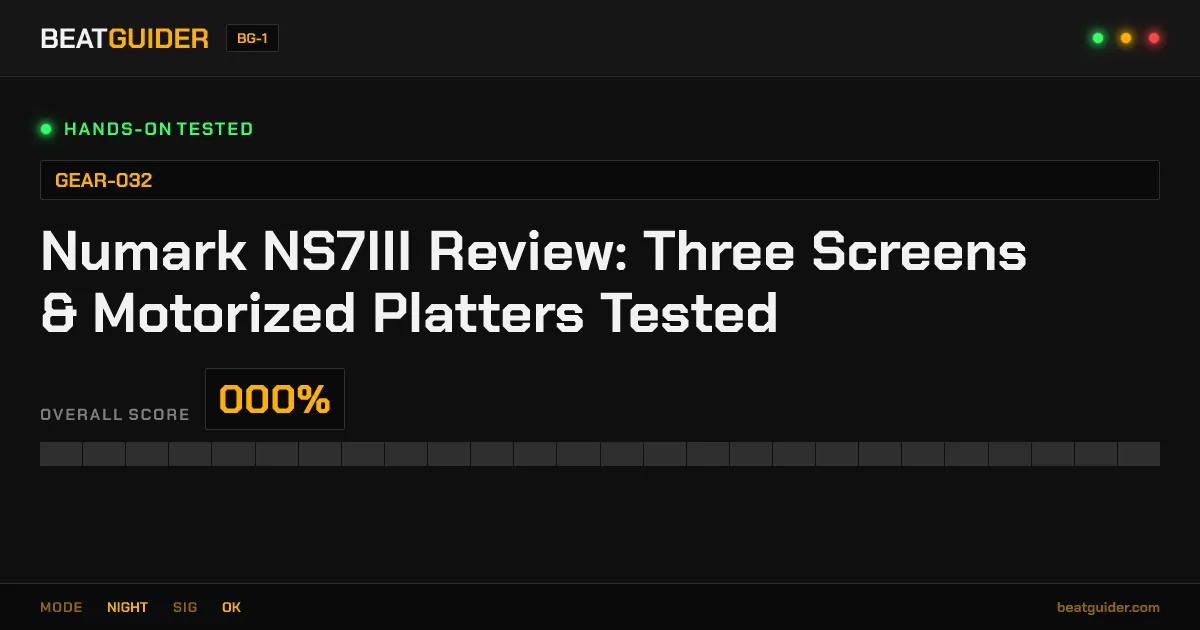 BEATGUIDER BG-1
HANDS-ON TESTED
GEAR-032
Numark NS7III Review: Three Screens
& Motorized Platters Tested
OVERALL SCORE 000%
MODE NIGHT SIG OK beatguider.com